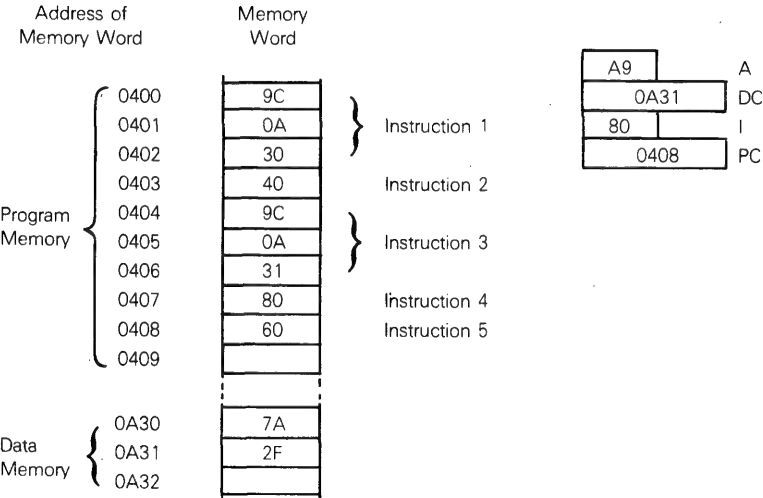 Address of Memory Word
Memory Word
0400 9C
0401 0A Instruction 1
0402 30
0403 40 Instruction 2
0404 9C
0405 0A Instruction 3
0406 31
0407 80 Instruction 4
0408 60 Instruction 5
0409
Program Memory
0A30 7A
0A31 2F
0A32
Data Memory
A9 A
0A31 DC
80 I
0408 PC